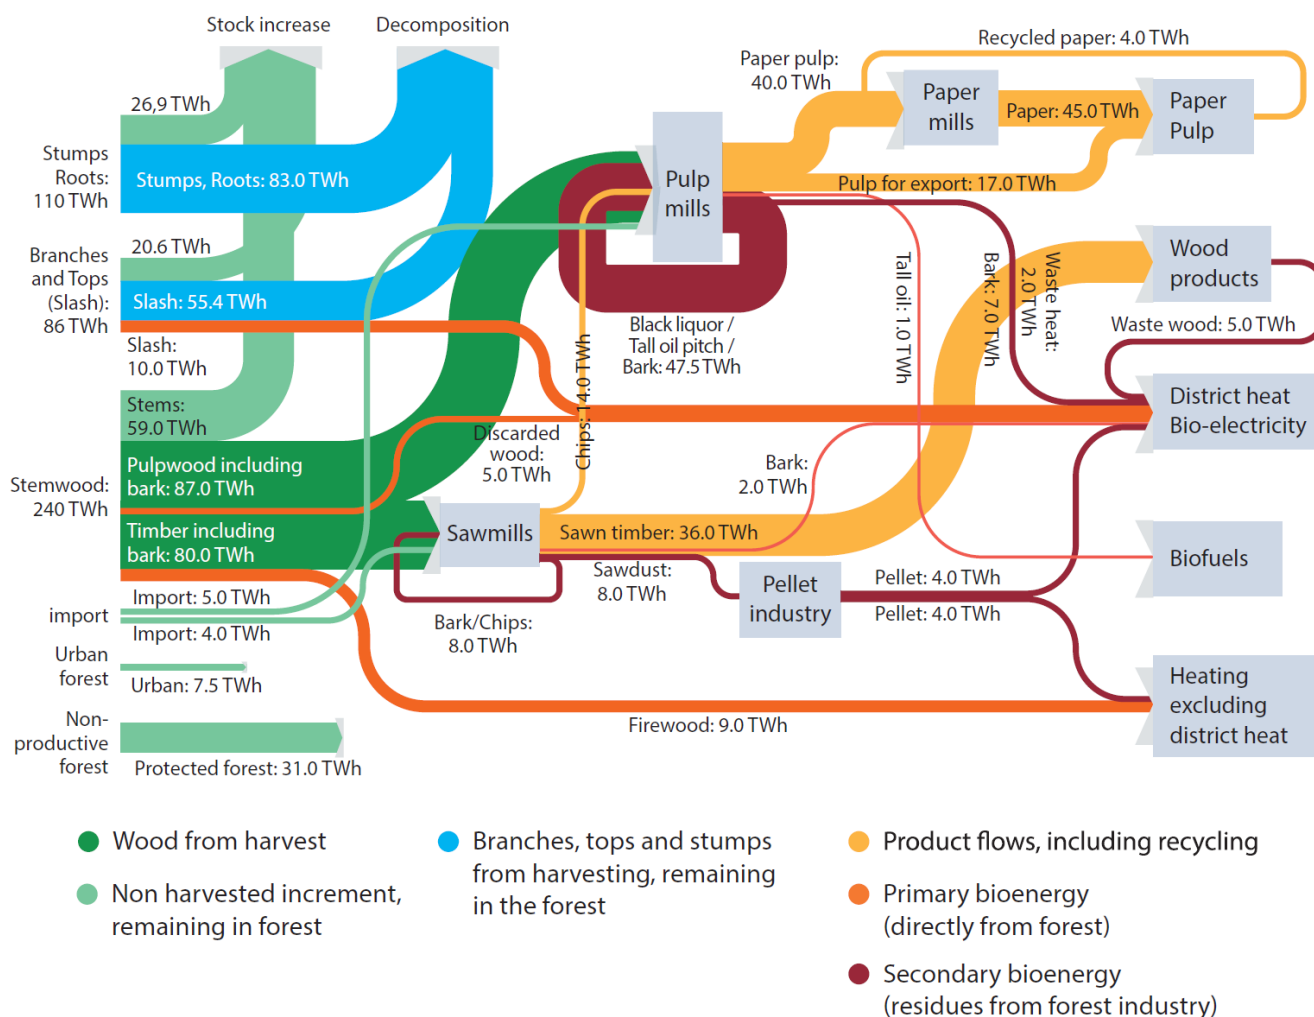 Stock increase
Decomposition
Recycled paper: 4.0 TWh
Paper pulp:
40.0 TWh
26,9 TWh
Paper
mills
Paper: 45.0 TWh
Paper
Pulp
Stumps
Roots:
110 TWh
Stumps, Roots: 83.0 TWh
Pulp
mills
Pulp for export: 17.0 TWh
20.6 TWh
Branches
and Tops
(Slash):
86 TWh
Slash: 55.4 TWh
Wood
products
Tall oil: 1.0 TWh
Bark: 7.0 TWh
Waste heat:
2.0 TWh
Black liquor /
Tall oil pitch /
Bark: 47.5 TWh
Waste wood: 5.0 TWh
Slash:
10.0 TWh
Chips: 14.0 TWh
Stems:
59.0 TWh
District heat
Bio-electricity
Discarded
wood:
5.0 TWh
Bark:
2.0 TWh
Stemwood:
240 TWh
Pulpwood including
bark: 87.0 TWh
Timber including
bark: 80.0 TWh
Sawmills
Sawn timber: 36.0 TWh
Sawdust:
8.0 TWh
Pellet
industry
Pellet: 4.0 TWh
Pellet: 4.0 TWh
Biofuels
import
Import: 5.0 TWh
Import: 4.0 TWh
Bark/Chips:
8.0 TWh
Urban
forest
Urban: 7.5 TWh
Heating
excluding
district heat
Firewood: 9.0 TWh
Non-
productive
forest
Protected forest: 31.0 TWh
Wood from harvest
Non harvested increment,
remaining in forest
Branches, tops and stumps
from harvesting, remaining
in the forest
Product flows, including recycling
Primary bioenergy
(directly from forest)
Secondary bioenergy
(residues from forest industry)